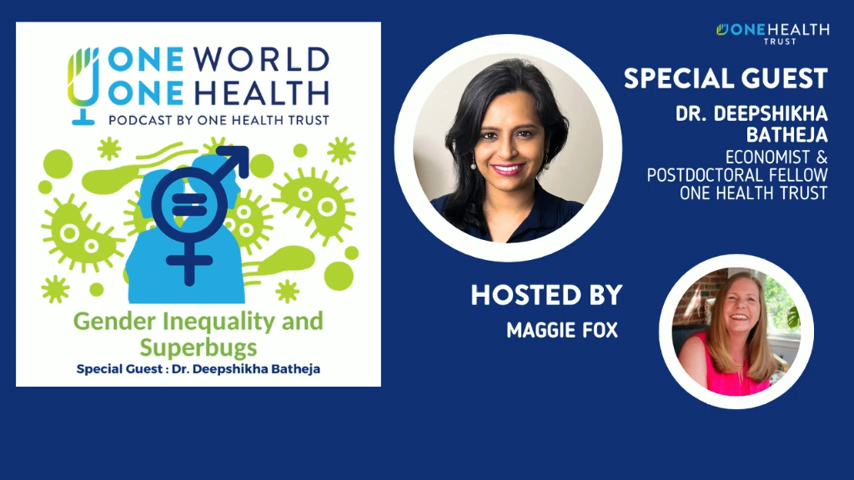 ONE WORLD
ONE HEALTH
PODCAST BY ONE HEALTH TRUST
Gender Inequality and
Superbugs
Special Guest : Dr. Deepshikha Batheja
ONEHEALTH
TRUST
SPECIAL GUEST
DR. DEEPSHIKHA
BATHEJA
ECONOMIST &
POSTDOCTORAL FELLOW
ONE HEALTH TRUST
HOSTED BY
MAGGIE FOX